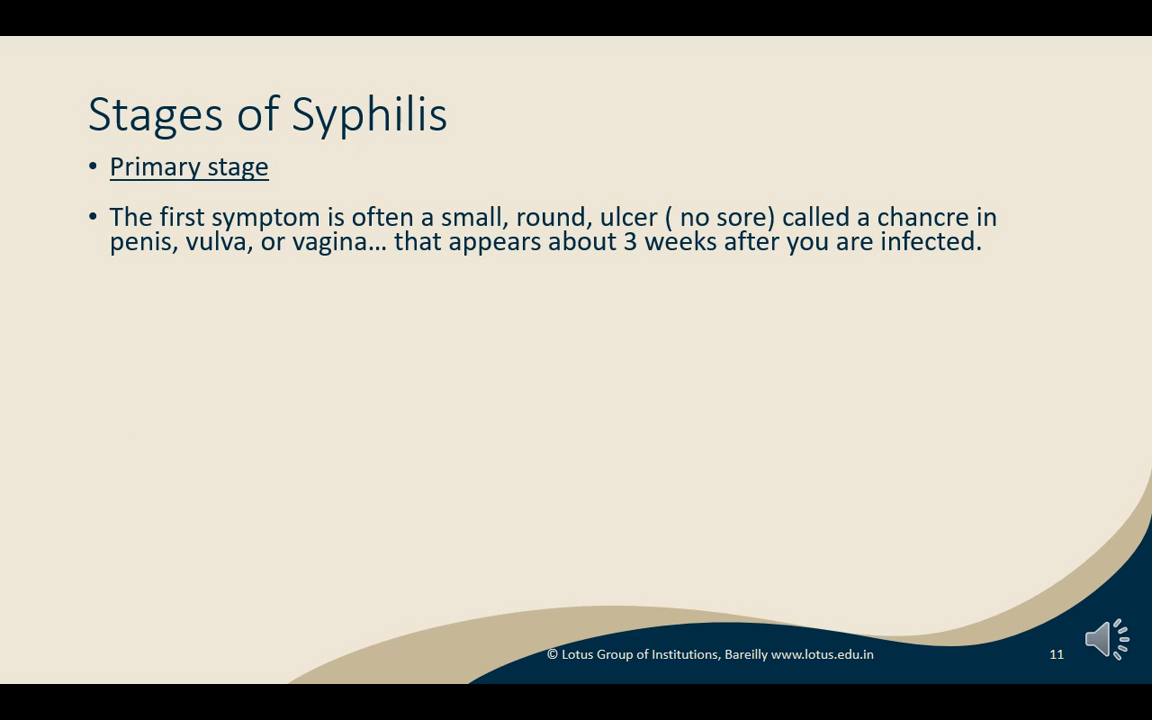 Stages of Syphilis
• Primary stage
• The first symptom is often a small, round, ulcer ( no sore) called a chancre in
penis, vulva, or vagina... that appears about 3 weeks after you are infected.
© Lotus Group of Institutions, Bareilly www.lotus.edu.in
11